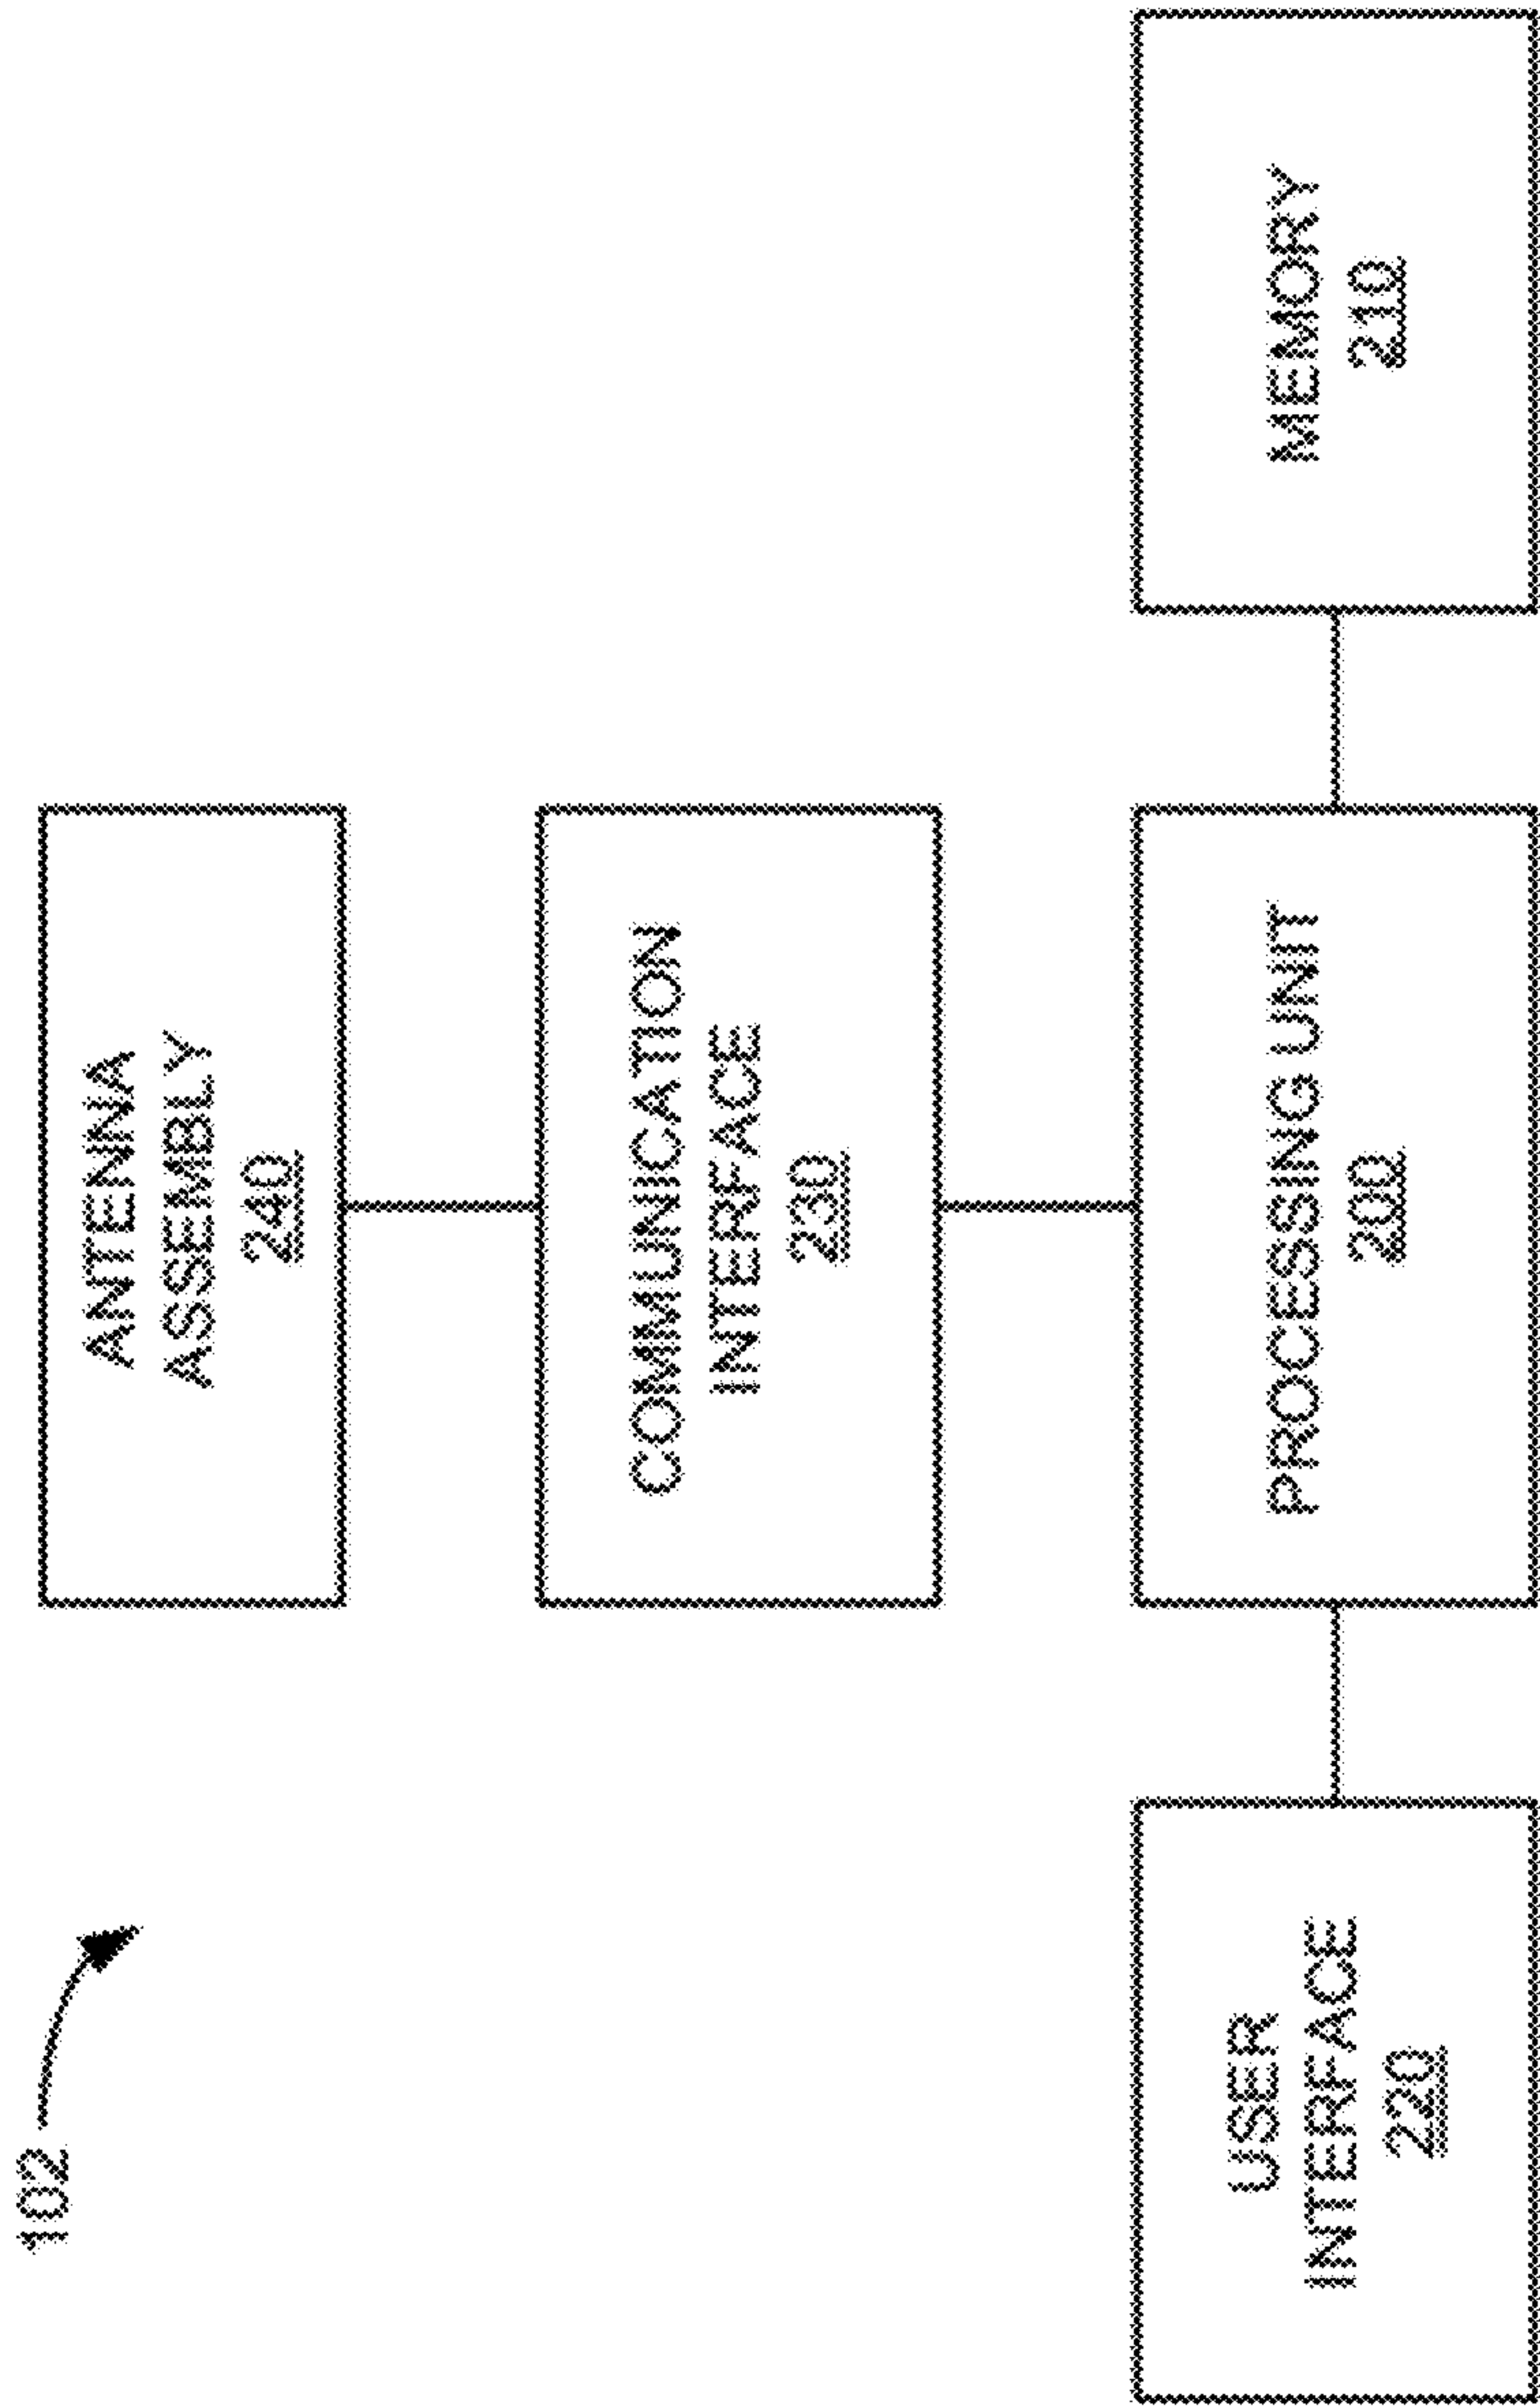 102
ANTENNA
ASSEMBLY
240
COMMUNICATION
INTERFACE
230
USER
INTERFACE
220
PROCESSING UNIT
200
MEMORY
210